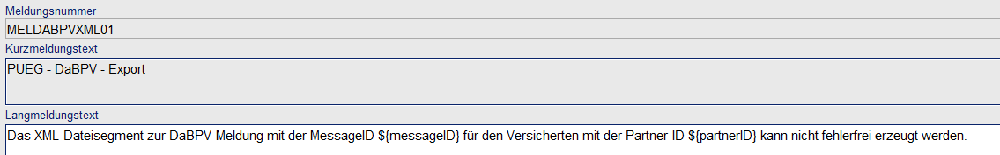 Meldungsnummer
MELDABPVXML01
Kurzmeldungstext
PUEG - DaBPV - Export
Langmeldungstext
Das XML-Dateisegment zur DaBPV-Meldung mit der MessageID ${messageID} für den Versicherten mit der Partner-ID ${partnerID} kann nicht fehlerfrei erzeugt werden.